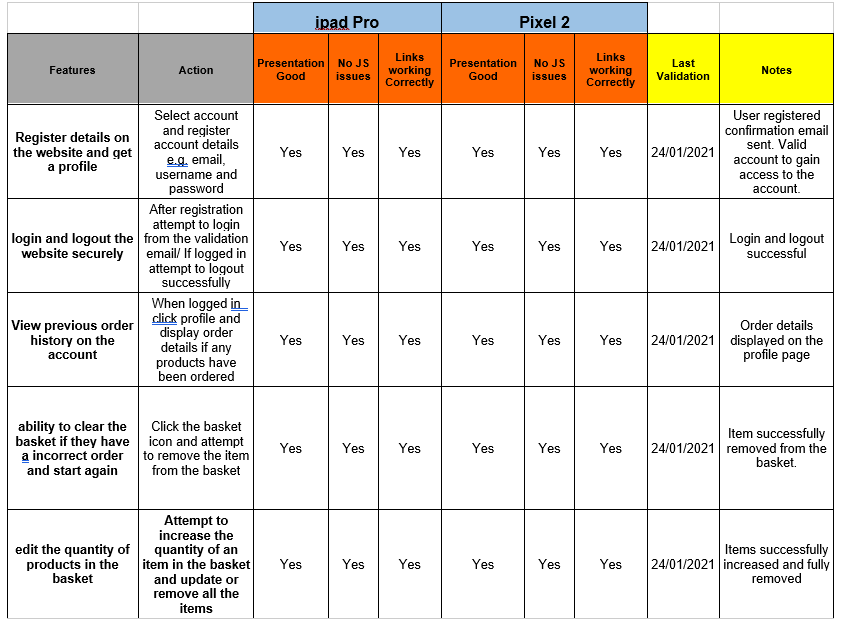 ipad Pro Pixel 2
Features Action Presentation Good No JS issues Links working Correctly Presentation Good No JS issues Links working Correctly Last Validation Notes
Register details on
the website and get
a profile
Select account
and register
account details
e.g. email,
username and
password
Yes Yes Yes Yes Yes Yes 24/01/2021
User registered
confirmation email
sent. Valid
account to gain
access to the
account.
login and logout the
website securely
After registration
attempt to login
from the validation
email/ If logged in
attempt to logout
successfully
Yes Yes Yes Yes Yes Yes 24/01/2021
Login and logout
successful
View previous order
history on the
account
When logged in
click profile and
display order
details if any
products have
been ordered
Yes Yes Yes Yes Yes Yes 24/01/2021
Order details
displayed on the
profile page
ability to clear the
basket if they have
a incorrect order
and start again
Click the basket
icon and attempt
to remove the item
from the basket
Yes Yes Yes Yes Yes Yes 24/01/2021
Item successfully
removed from the
basket.
edit the quantity of
products in the
basket
Attempt to
increase the
quantity of an
item in the basket
and update or
remove all the
items
Yes Yes Yes Yes Yes Yes 24/01/2021
Items successfully
increased and fully
removed